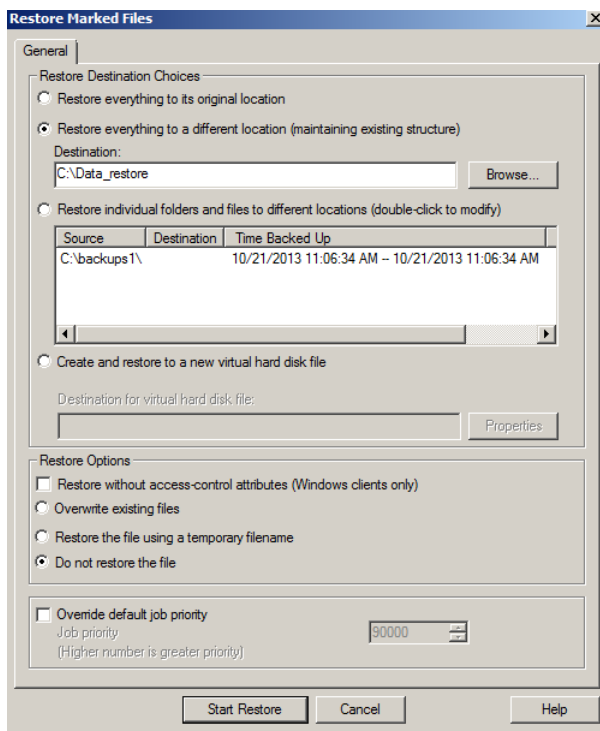 Restore Marked Files
General
Restore Destination Choices
Restore everything to its original location
Restore everything to a different location (maintaining existing structure)
Destination:
C:\Data_restore
Browse...
Restore individual folders and files to different locations (double-click to modify)
Source Destination Time Backed Up
C:\backups1\ 10/21/2013 11:06:34 AM -- 10/21/2013 11:06:34 AM
Create and restore to a new virtual hard disk file
Destination for virtual hard disk file:
Properties
Restore Options
Restore without access-control attributes (Windows clients only)
Overwrite existing files
Restore the file using a temporary filename
Do not restore the file
Override default job priority
Job priority 90000
(Higher number is greater priority)
Start Restore Cancel Help